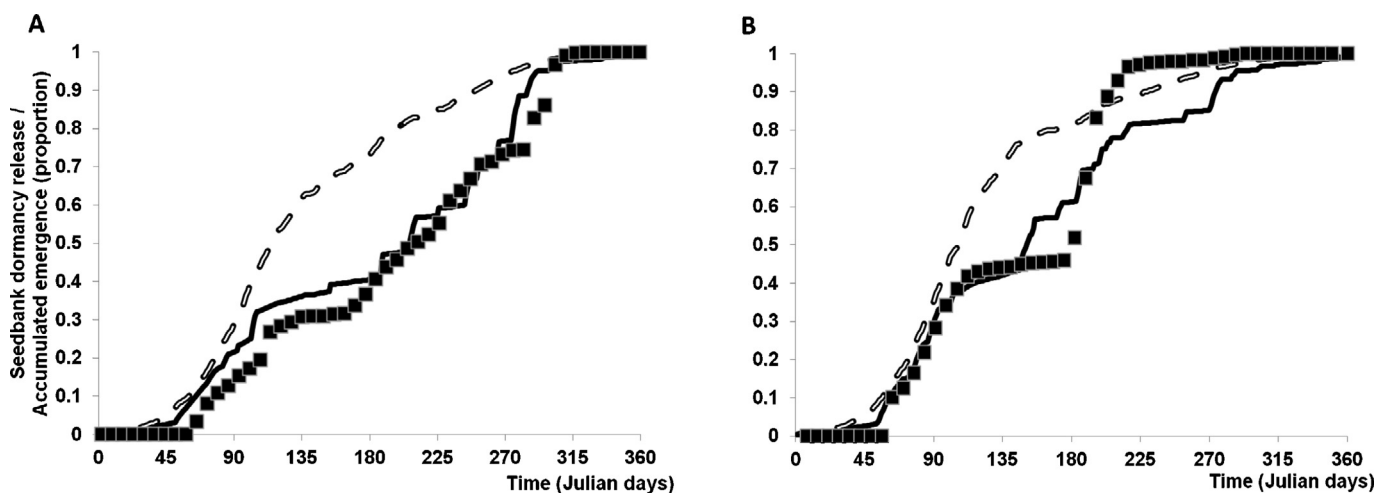 A
B
Seedbank dormancy release /
Accumulated emergence (proportion)
1
0.9
0.8
0.7
0.6
0.5
0.4
0.3
0.2
0.1
0
0 45 90 135 180 225 270 315 360
Time (Julian days)
1
0.9
0.8
0.7
0.6
0.5
0.4
0.3
0.2
0.1
0
0 45 90 135 180 225 270 315 360
Time (Julian days)